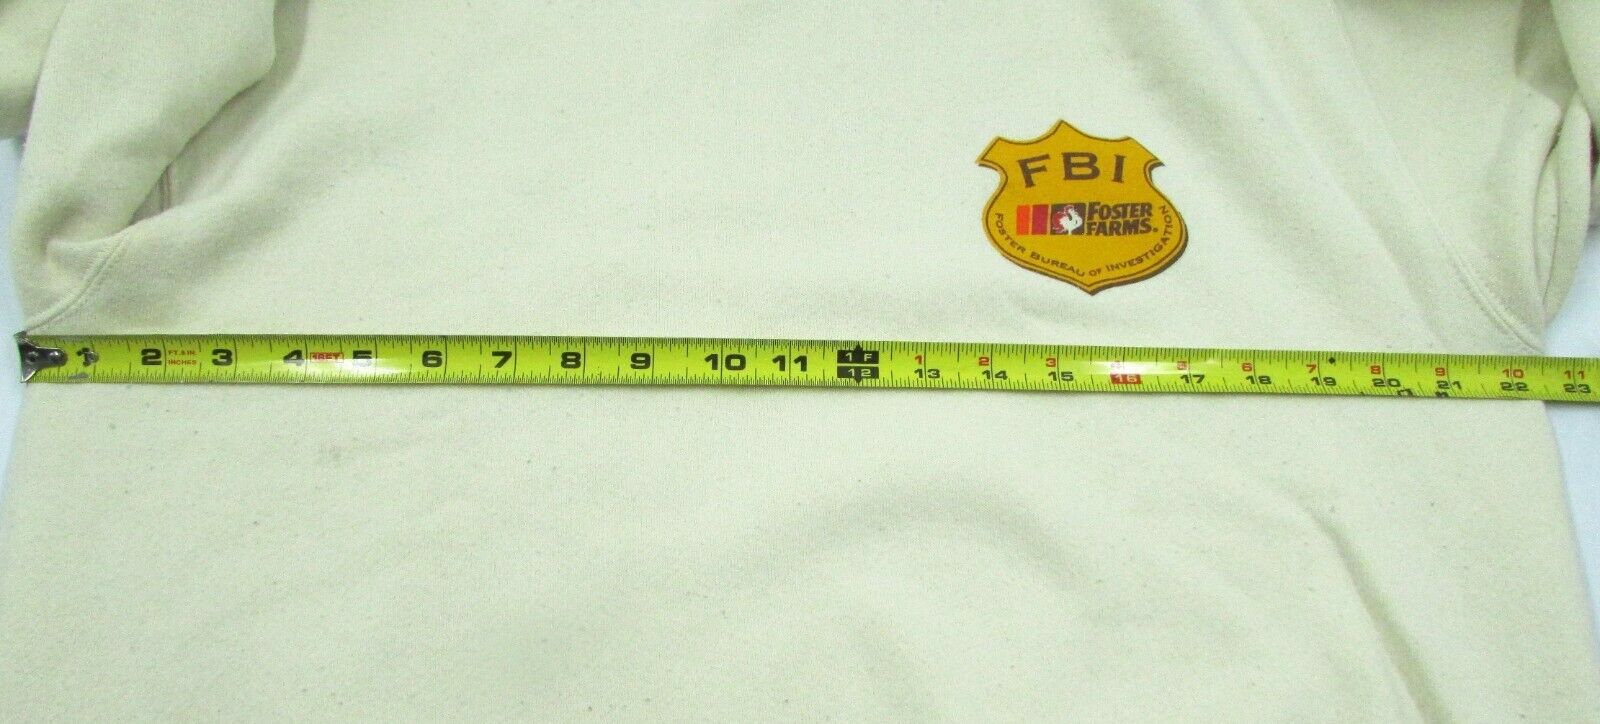 FBI
FOSTER
FARMS®
FOSTER BUREAU OF INVESTIGATION
1 2 FT. & IN. 3 4 16FT 5 6 7 8 9 10 11 1 F 1 2 3 5 6 7 8 9 10 11
INCHES 12 13 14 15 16 17 18 19 20 21 22 23